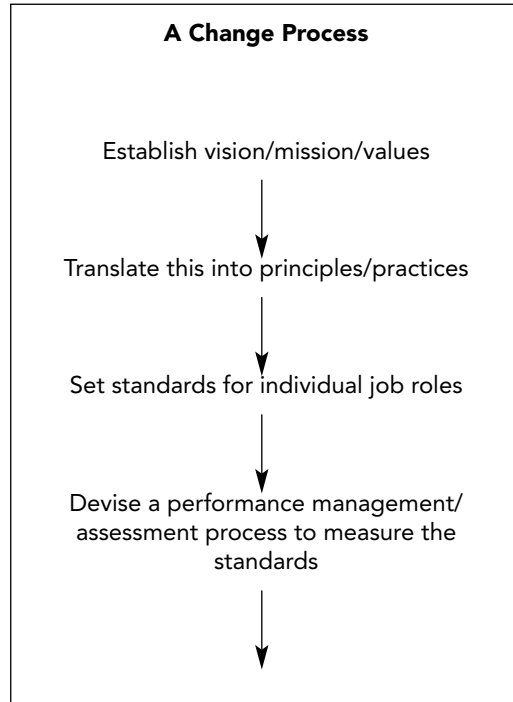 A Change Process
Establish vision/mission/values
Translate this into principles/practices
Set standards for individual job roles
Devise a performance management/
assessment process to measure the
standards